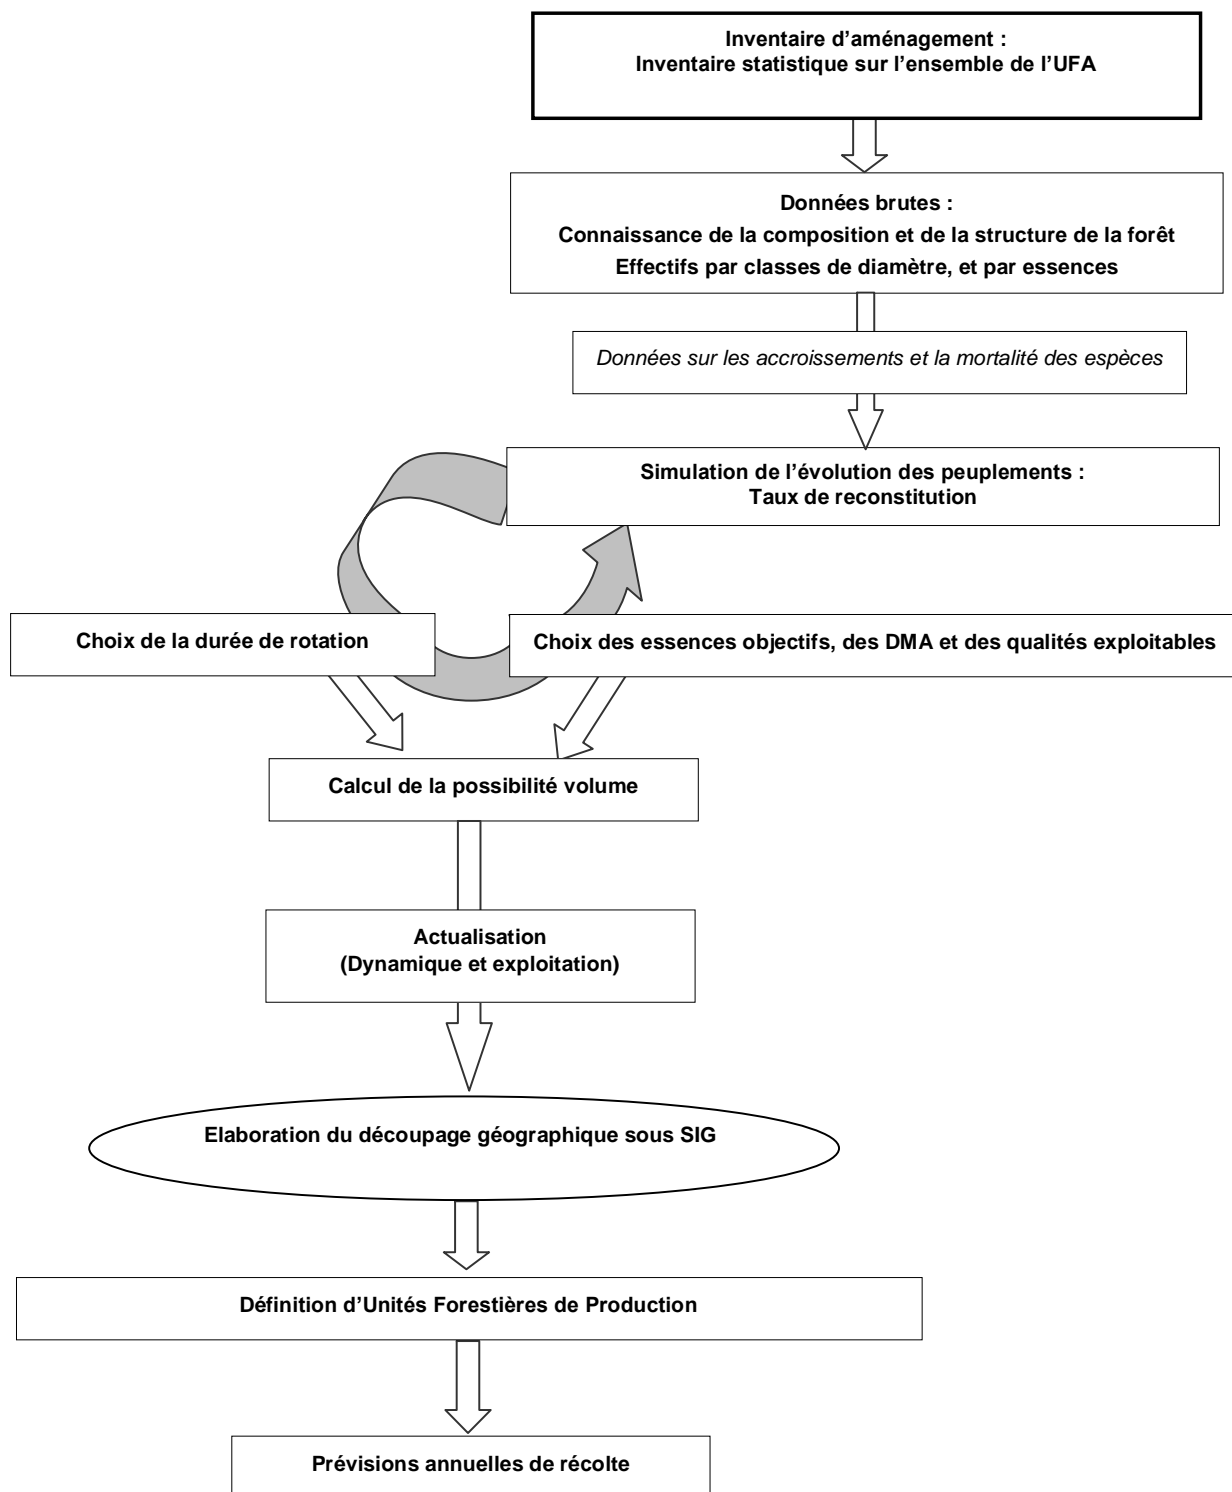 Inventaire d’aménagement :
Inventaire statistique sur l’ensemble de l’UFA
Données brutes :
Connaissance de la composition et de la structure de la forêt
Effectifs par classes de diamètre, et par essences
Données sur les accroissements et la mortalité des espèces
Simulation de l’évolution des peuplements :
Taux de reconstitution
Choix de la durée de rotation
Choix des essences objectifs, des DMA et des qualités exploitables
Calcul de la possibilité volume
Actualisation
(Dynamique et exploitation)
Elaboration du découpage géographique sous SIG
Définition d’Unités Forestières de Production
Prévisions annuelles de récolte